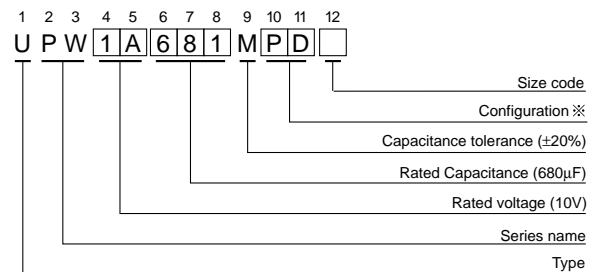 1 2 3 4 5 6 7 8 9 10 11 12
U P W 1 A 6 8 1 M P D
Size code
Configuration ※
Capacitance tolerance (±20%)
Rated Capacitance (680µF)
Rated voltage (10V)
Series name
Type